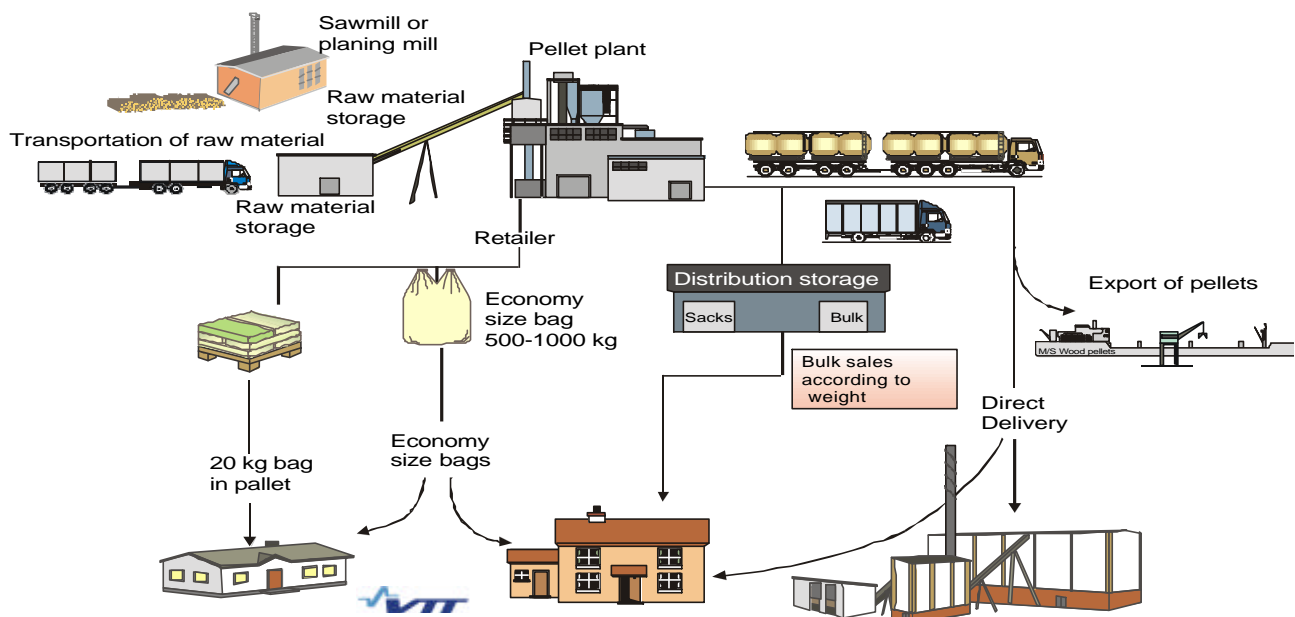 Sawmill or
planing mill
Pellet plant
Raw material
storage
Transportation of raw material
Raw material
storage
Retailer
Economy
size bag
500-1000 kg
Distribution storage
Sacks
Bulk
Export of pellets
M/S Wood pellets
Bulk sales
according to
weight
Direct
Delivery
Economy
size bags
20 kg bag
in pallet
VTT